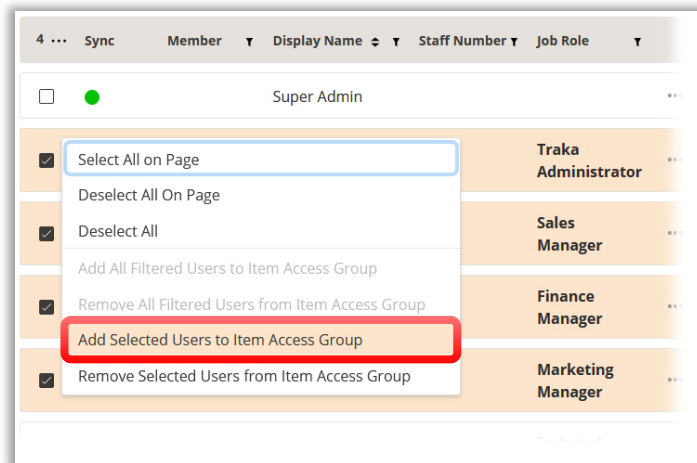 4 ... Sync Member Display Name Staff Number Job Role
Super Admin
Traka
Administrator
Select All on Page
Deselect All On Page
Deselect All
Sales
Manager
Add All Filtered Users to Item Access Group
Remove All Filtered Users from Item Access Group
Finance
Manager
Add Selected Users to Item Access Group
Remove Selected Users from Item Access Group
Marketing
Manager